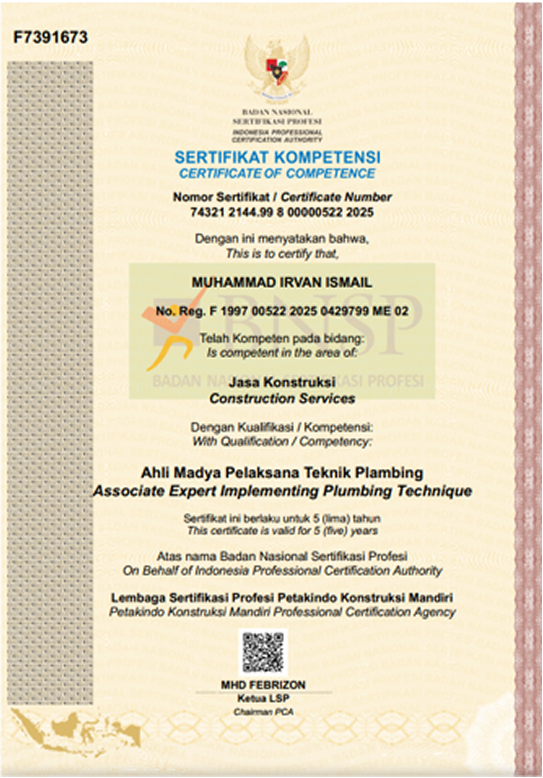 F7391673
BADAN NASIONAL
SERTIFIKASI PROFESI
INDONESIA PROFESSIONAL
CERTIFICATION AUTHORITY
SERTIFIKAT KOMPETENSI
CERTIFICATE OF COMPETENCE
Nomor Sertifikat / Certificate Number
74321 2144.99 8 00000522 2025
Dengan ini menyatakan bahwa,
This is to certify that,
MUHAMMAD IRVAN ISMAIL
BNSP
No. Reg. F 1997 00522 2025 0429799 ME 02
Telah Kompeten pada bidang:
Is competent in the area of:
BADAN NASIONAL SERTIFIKASI PROFESI
Jasa Konstruksi
Construction Services
Dengan Kualifikasi / Kompetensi:
With Qualification / Competency:
Ahli Madya Pelaksana Teknik Plambing
Associate Expert Implementing Plumbing Technique
Sertifikat ini berlaku untuk 5 (lima) tahun
This certificate is valid for 5 (five) years
Atas nama Badan Nasional Sertifikasi Profesi
On Behalf of Indonesia Professional Certification Authority
Lembaga Sertifikasi Profesi Petakindo Konstruksi Mandiri
Petakindo Konstruksi Mandiri Professional Certification Agency
MHD FEBRIZON
Ketua LSP
Chairman PCA